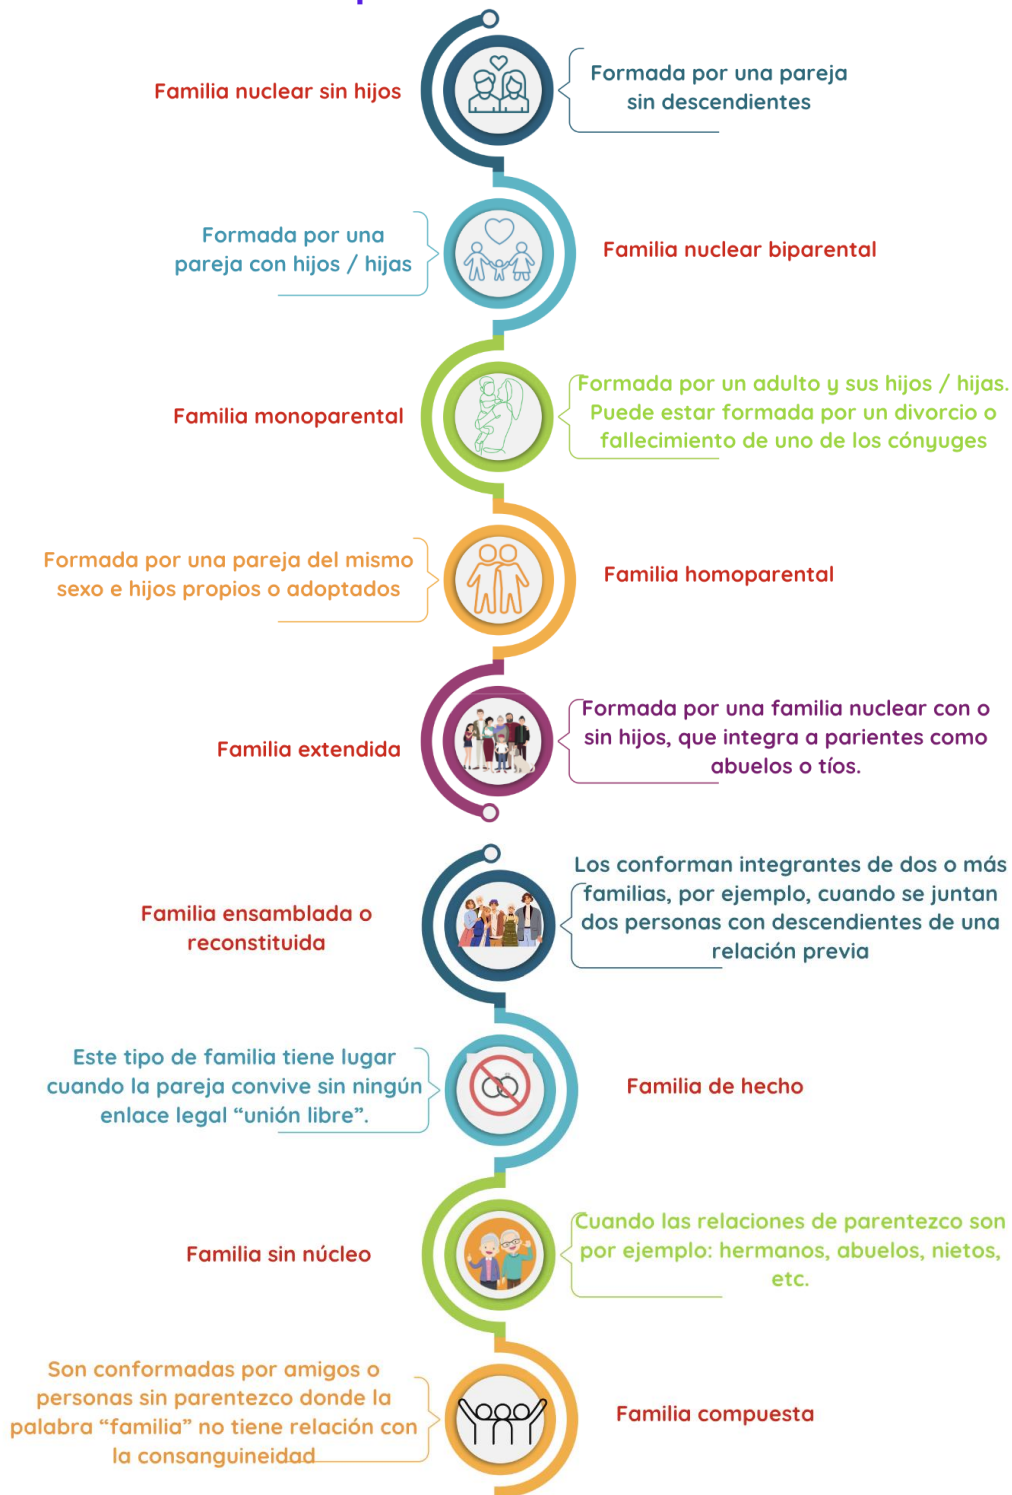 Familia nuclear sin hijos
Formada por una pareja
sin descendientes
Formada por una
pareja con hijos / hijas
Familia nuclear biparental
Familia monoparental
Formada por un adulto y sus hijos / hijas.
Puede estar formada por un divorcio o
fallecimiento de uno de los cónyuges
Formada por una pareja del mismo
sexo e hijos propios o adoptados
Familia homoparental
Familia extendida
Formada por una familia nuclear con o
sin hijos, que integra a parientes como
abuelos o tíos.
Familia ensamblada o
reconstituida
Los conforman integrantes de dos o más
familias, por ejemplo, cuando se juntan
dos personas con descendientes de una
relación previa
Este tipo de familia tiene lugar
cuando la pareja convive sin ningún
enlace legal “unión libre”.
Familia de hecho
Familia sin núcleo
Cuando las relaciones de parentezco son
por ejemplo: hermanos, abuelos, nietos,
etc.
Son conformadas por amigos o
personas sin parentezco donde la
palabra “familia” no tiene relación con
la consanguineidad
Familia compuesta